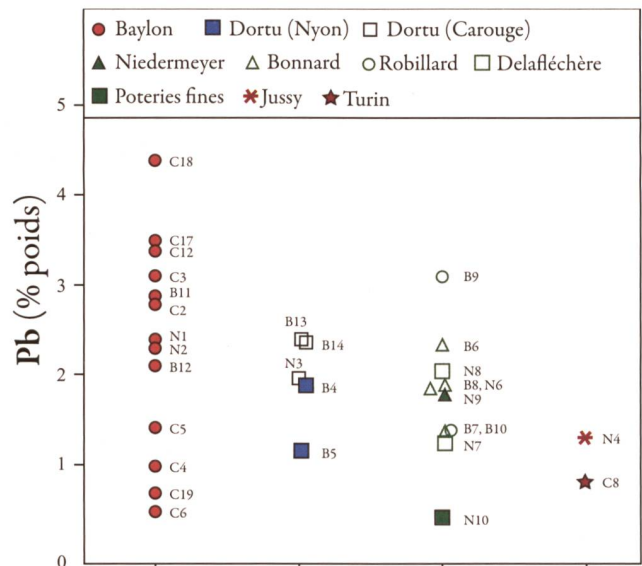 Baylon Dortu (Nyon) Dortu (Carouge)
Niedermeyer Bonnard Robillard Delafléchère
Poteries fines Jussy Turin
Pb (% poids)
5
4
3
2
1
0
C18
C17
C12
C3
B11
C2
N1
N2
B12
C5
C4
C19
C6
B13
B14
N3
B4
B5
B9
B6
N8
B8, N6
N9
B7, B10
N7
N10
N4
C8